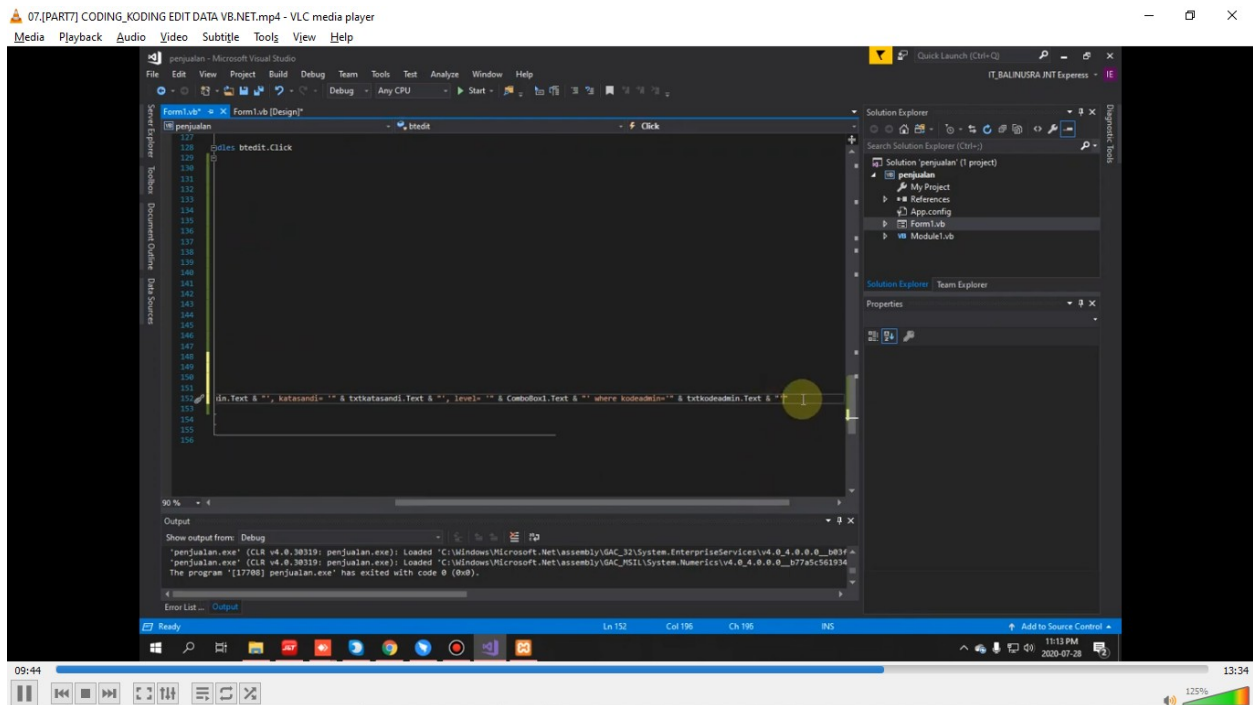 07.[PART7] CODING_KODING EDIT DATA VB.NET.mp4 - VLC media player
Media Playback Audio Video Subtitle Tools View Help
penjualan - Microsoft Visual Studio
Quick Launch (Ctrl+Q)
File Edit View Project Build Debug Team Tools Test Analyze Window Help
IT_BALINUSRA JNT Experess IE
Debug Any CPU Start
Form1.vb* Form1.vb [Design]*
Solution Explorer
penjualan btedit Click
Search Solution Explorer (Ctrl+;)
Server Explorer
Toolbox
Document Outline
Data Sources
Diagnostic Tools
127
128 dles btedit.Click
129
130
131
132
133
134
135
136
137
138
139
140
141
142
143
144
145
146
147
148
149
150
151
152 in.Text & "', katasandi= '" & txtkatasandi.Text & "', level= '" & ComboBox1.Text & "' where kodeadmin='" & txtkodeadmin.Text & "'"
153
154
155
156
Solution 'penjualan' (1 project)
penjualan
My Project
References
App.config
Form1.vb
Module1.vb
Solution Explorer Team Explorer
Properties
90 %
Output
Show output from: Debug
'penjualan.exe' (CLR v4.0.30319: penjualan.exe): Loaded 'C:\Windows\Microsoft.Net\assembly\GAC_32\System.EnterpriseServices\v4.0_4.0.0.0__b03f
'penjualan.exe' (CLR v4.0.30319: penjualan.exe): Loaded 'C:\Windows\Microsoft.Net\assembly\GAC_MSIL\System.Numerics\v4.0_4.0.0.0__b77a5c561934
The program '[17708] penjualan.exe' has exited with code 0 (0x0).
Error List ... Output
Ready Ln 152 Col 196 Ch 196 INS Add to Source Control
J&T
11:13 PM
2020-07-28
2
09:44 13:34
125%